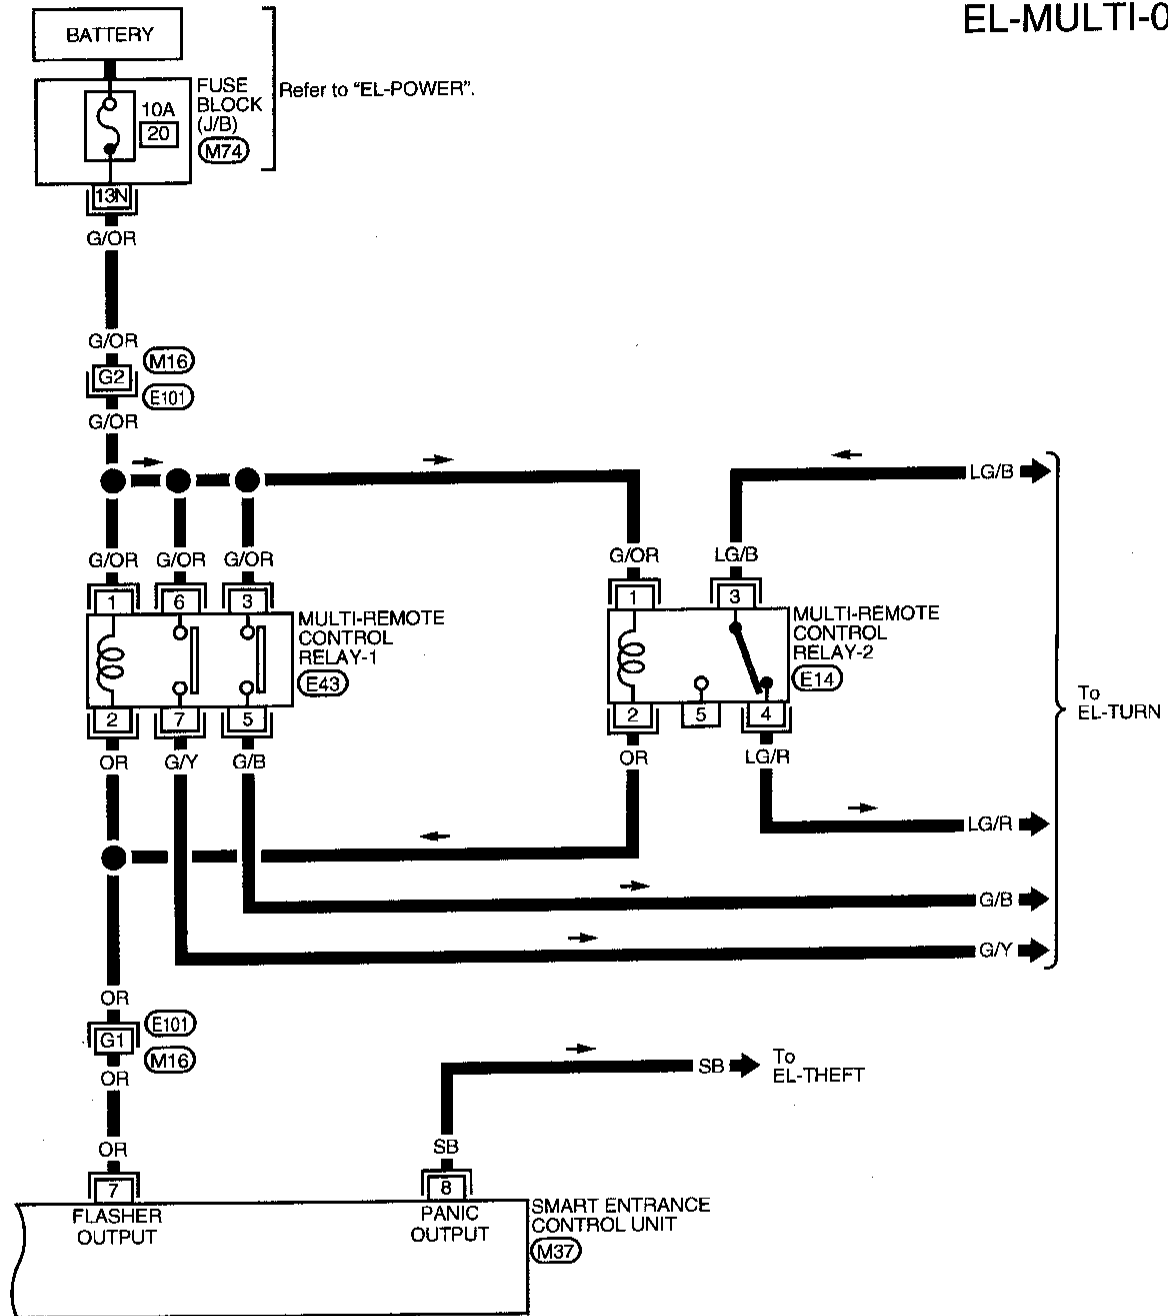 EL-MULTI-0
BATTERY
FUSE
BLOCK
(J/B)
M74
Refer to "EL-POWER".
10A
20
13N
G/OR
G/OR
M16
G2
E101
G/OR
LG/B
G/OR G/OR G/OR
G/OR LG/B
1 6 3
1 3
MULTI-REMOTE
CONTROL
RELAY-1
E43
MULTI-REMOTE
CONTROL
RELAY-2
E14
To
EL-TURN
2 7 5
2 5 4
OR G/Y G/B
OR LG/R
LG/R
G/B
G/Y
OR
E101
G1
M16
OR
SB
To
EL-THEFT
OR
SB
7
8
FLASHER
OUTPUT
PANIC
OUTPUT
SMART ENTRANCE
CONTROL UNIT
M37